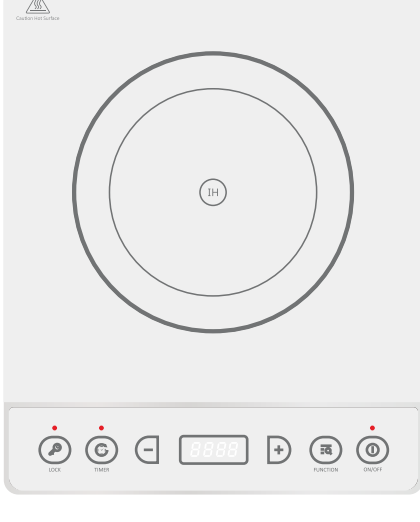 Caution Hot Surface
IH
8888
LOCK
TIMER
FUNCTION
ON/OFF